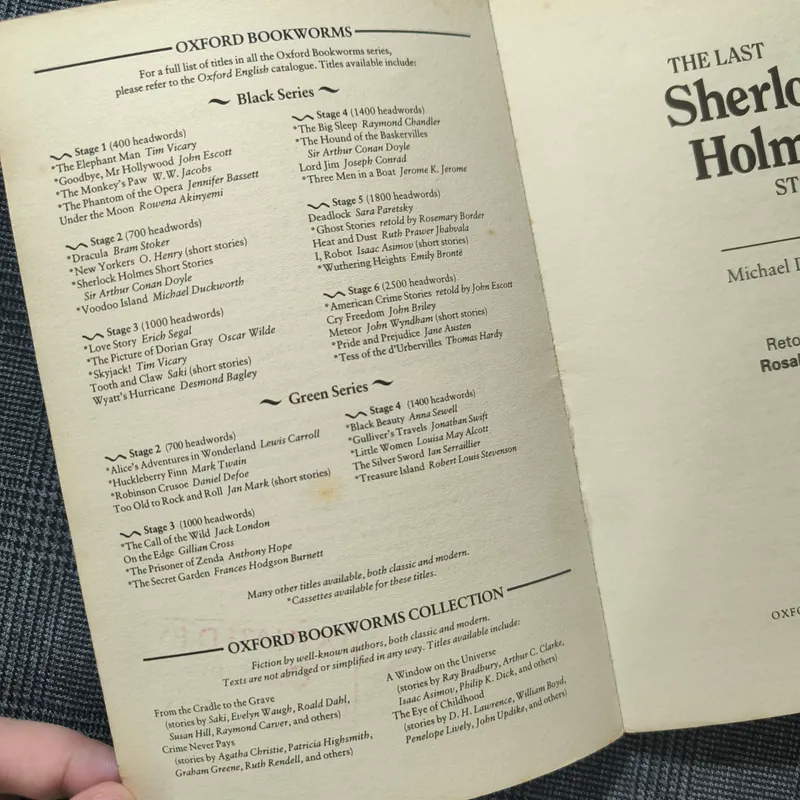 OXFORD BOOKWORMS
For a full list of titles in all the Oxford Bookworms series,
please refer to the Oxford English catalogue. Titles available include:
Black Series
Stage 1 (400 headwords)
*The Elephant Man Tim Vicary
*Goodbye, Mr Hollywood John Escott
*The Monkey's Paw W. W. Jacobs
*The Phantom of the Opera Jennifer Bassett
Under the Moon Rowena Akinyemi
Stage 2 (700 headwords)
*Dracula Bram Stoker
*New Yorkers O. Henry (short stories)
*Sherlock Holmes Short Stories
Sir Arthur Conan Doyle
*Voodoo Island Michael Duckworth
Stage 3 (1000 headwords)
*Love Story Erich Segal
*The Picture of Dorian Gray Oscar Wilde
*Skyjack! Tim Vicary
Tooth and Claw Saki (short stories)
Wyatt's Hurricane Desmond Bagley
Stage 4 (1400 headwords)
*The Big Sleep Raymond Chandler
*The Hound of the Baskervilles
Sir Arthur Conan Doyle
Lord Jim Joseph Conrad
*Three Men in a Boat Jerome K. Jerome
Stage 5 (1800 headwords)
Deadlock Sara Paretsky
*Ghost Stories retold by Rosemary Border
Heat and Dust Ruth Prawer Jhabvala
I, Robot Isaac Asimov (short stories)
*Wuthering Heights Emily Brontë
Stage 6 (2500 headwords)
*American Crime Stories retold by John Escott
Cry Freedom John Briley
Meteor John Wyndham (short stories)
*Pride and Prejudice Jane Austen
*Tess of the d'Urbervilles Thomas Hardy
Green Series
Stage 2 (700 headwords)
*Alice's Adventures in Wonderland Lewis Carroll
*Huckleberry Finn Mark Twain
*Robinson Crusoe Daniel Defoe
Too Old to Rock and Roll Jan Mark (short stories)
Stage 3 (1000 headwords)
*The Call of the Wild Jack London
On the Edge Gillian Cross
*The Prisoner of Zenda Anthony Hope
*The Secret Garden Frances Hodgson Burnett
Stage 4 (1400 headwords)
*Black Beauty Anna Sewell
*Gulliver's Travels Jonathan Swift
*Little Women Louisa May Alcott
The Silver Sword Ian Serraillier
*Treasure Island Robert Louis Stevenson
Many other titles available, both classic and modern.
*Cassettes available for these titles.
OXFORD BOOKWORMS COLLECTION
Fiction by well-known authors, both classic and modern.
Texts are not abridged or simplified in any way. Titles available include:
From the Cradle to the Grave
(stories by Saki, Evelyn Waugh, Roald Dahl,
Susan Hill, Raymond Carver, and others)
Crime Never Pays
(stories by Agatha Christie, Patricia Highsmith,
Graham Greene, Ruth Rendell, and others)
A Window on the Universe
(stories by Ray Bradbury, Arthur C. Clarke,
Isaac Asimov, Philip K. Dick, and others)
The Eye of Childhood
(stories by D. H. Lawrence, William Boyd,
Penelope Lively, John Updike, and others)
THE LAST
Sherlo
Holm
ST
Michael D
Reto
Rosal
OXFO